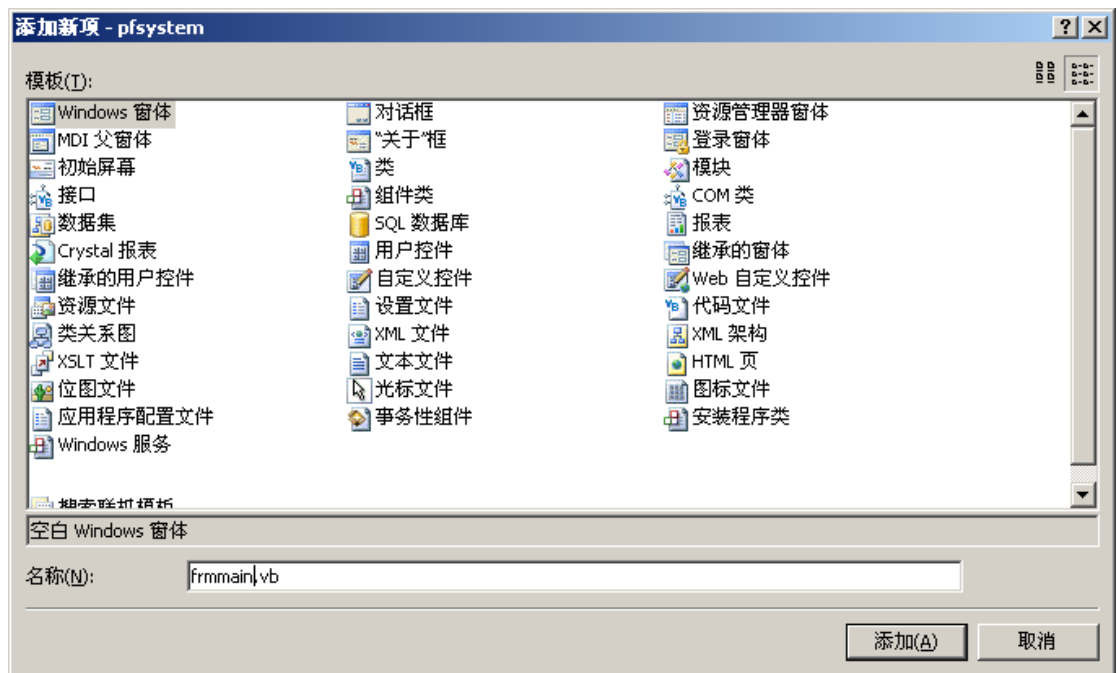 添加新项 - pfsystem
模板(T):
Windows 窗体 对话框 资源管理器窗体
MDI 父窗体 “关于”框 登录窗体
初始屏幕 类 模块
接口 组件类 COM 类
数据集 SQL 数据库 报表
Crystal 报表 用户控件 继承的窗体
继承的用户控件 自定义控件 Web 自定义控件
资源文件 设置文件 代码文件
类关系图 XML 文件 XML 架构
XSLT 文件 文本文件 HTML 页
位图文件 光标文件 图标文件
应用程序配置文件 事务性组件 安装程序类
Windows 服务
搜索联机模板
空白 Windows 窗体
名称(N): frmmain.vb
添加(A) 取消